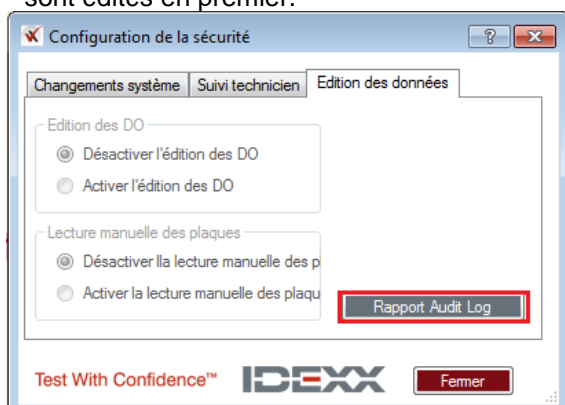 sont édités en premier.
Configuration de la sécurité
Changements système Suivi technicien Edition des données
Edition des DO
Désactiver l'édition des DO
Activer l'édition des DO
Lecture manuelle des plaques
Désactiver lla lecture manuelle des p
Activer la lecture manuelle des plaqu
Rapport Audit Log
Test With Confidence™ IDEXX Fermer